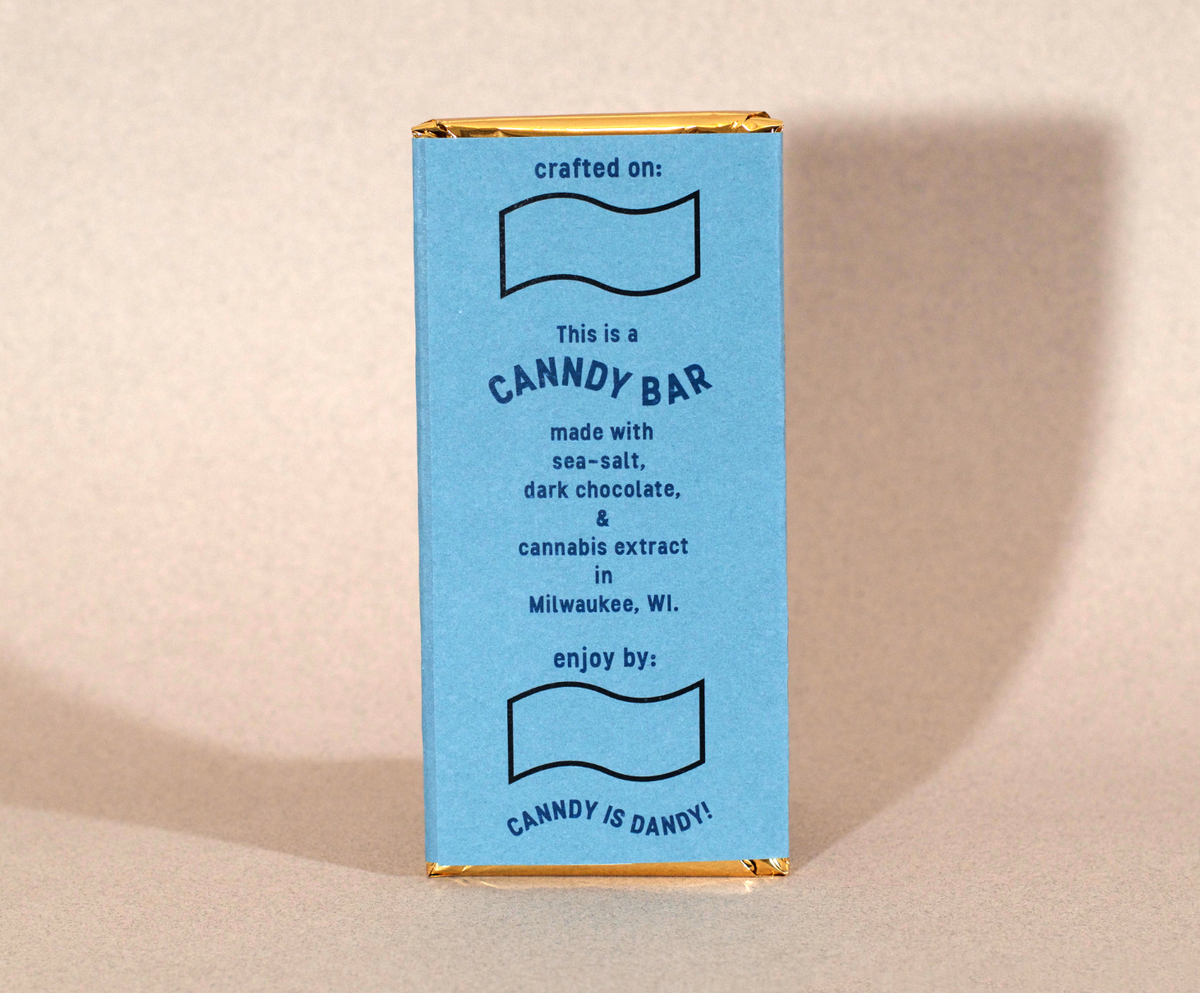 crafted on:
This is a
CANNDY BAR
made with
sea-salt,
dark chocolate,
&
cannabis extract
in
Milwaukee, WI.
enjoy by:
CANNDY IS DANDY!